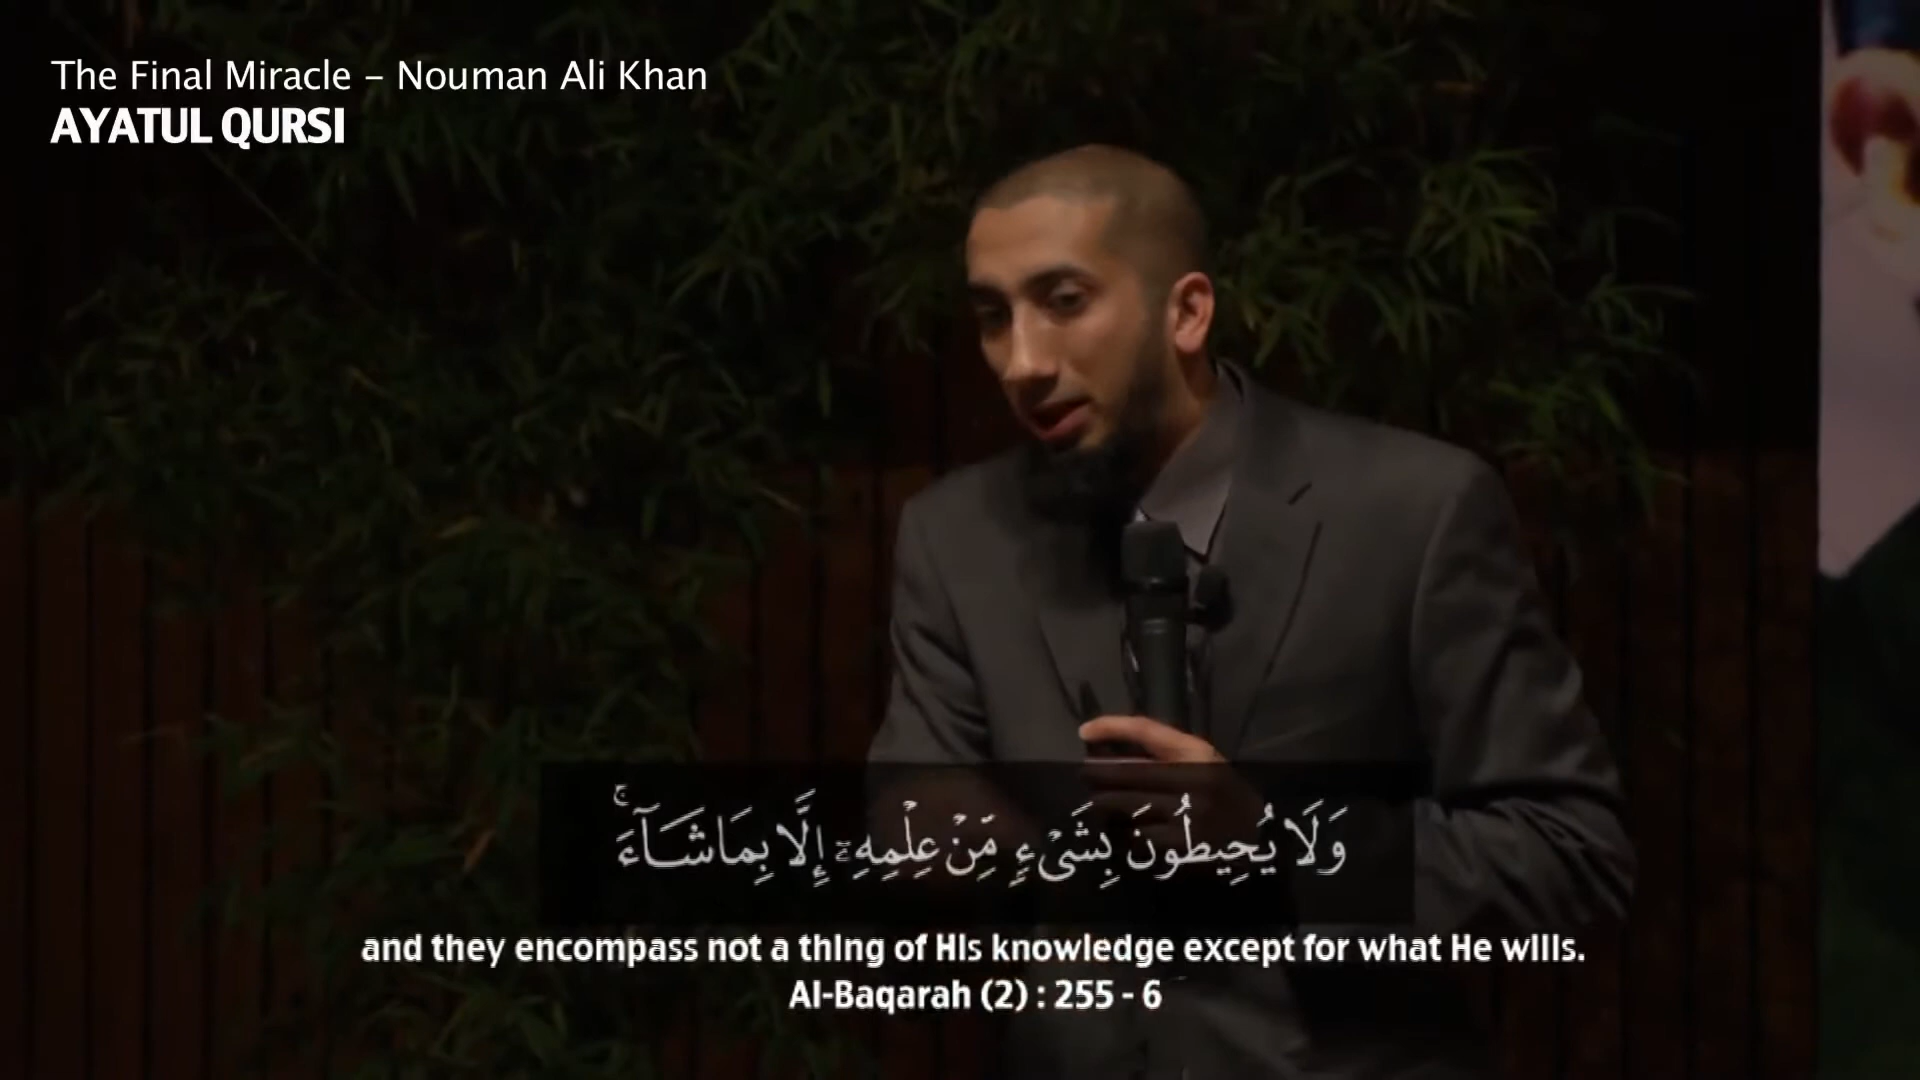 The Final Miracle – Nouman Ali Khan
AYATUL QURSI
وَلَا يُحِيطُونَ بِشَىْءٍ مِّنْ عِلْمِهِۦٓ إِلَّا بِمَا شَآءَ ۚ
and they encompass not a thing of His knowledge except for what He wills.
Al-Baqarah (2) : 255 - 6